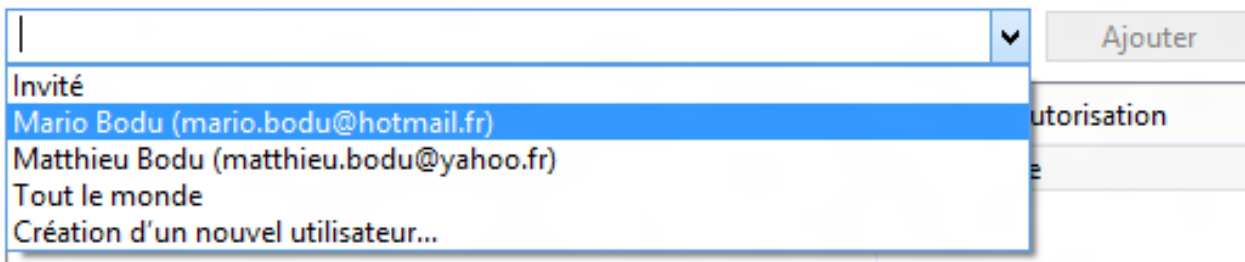 Ajouter
Invité
Mario Bodu (mario.bodu@hotmail.fr)
utorisation
Matthieu Bodu (matthieu.bodu@yahoo.fr)
e
Tout le monde
Création d'un nouvel utilisateur...